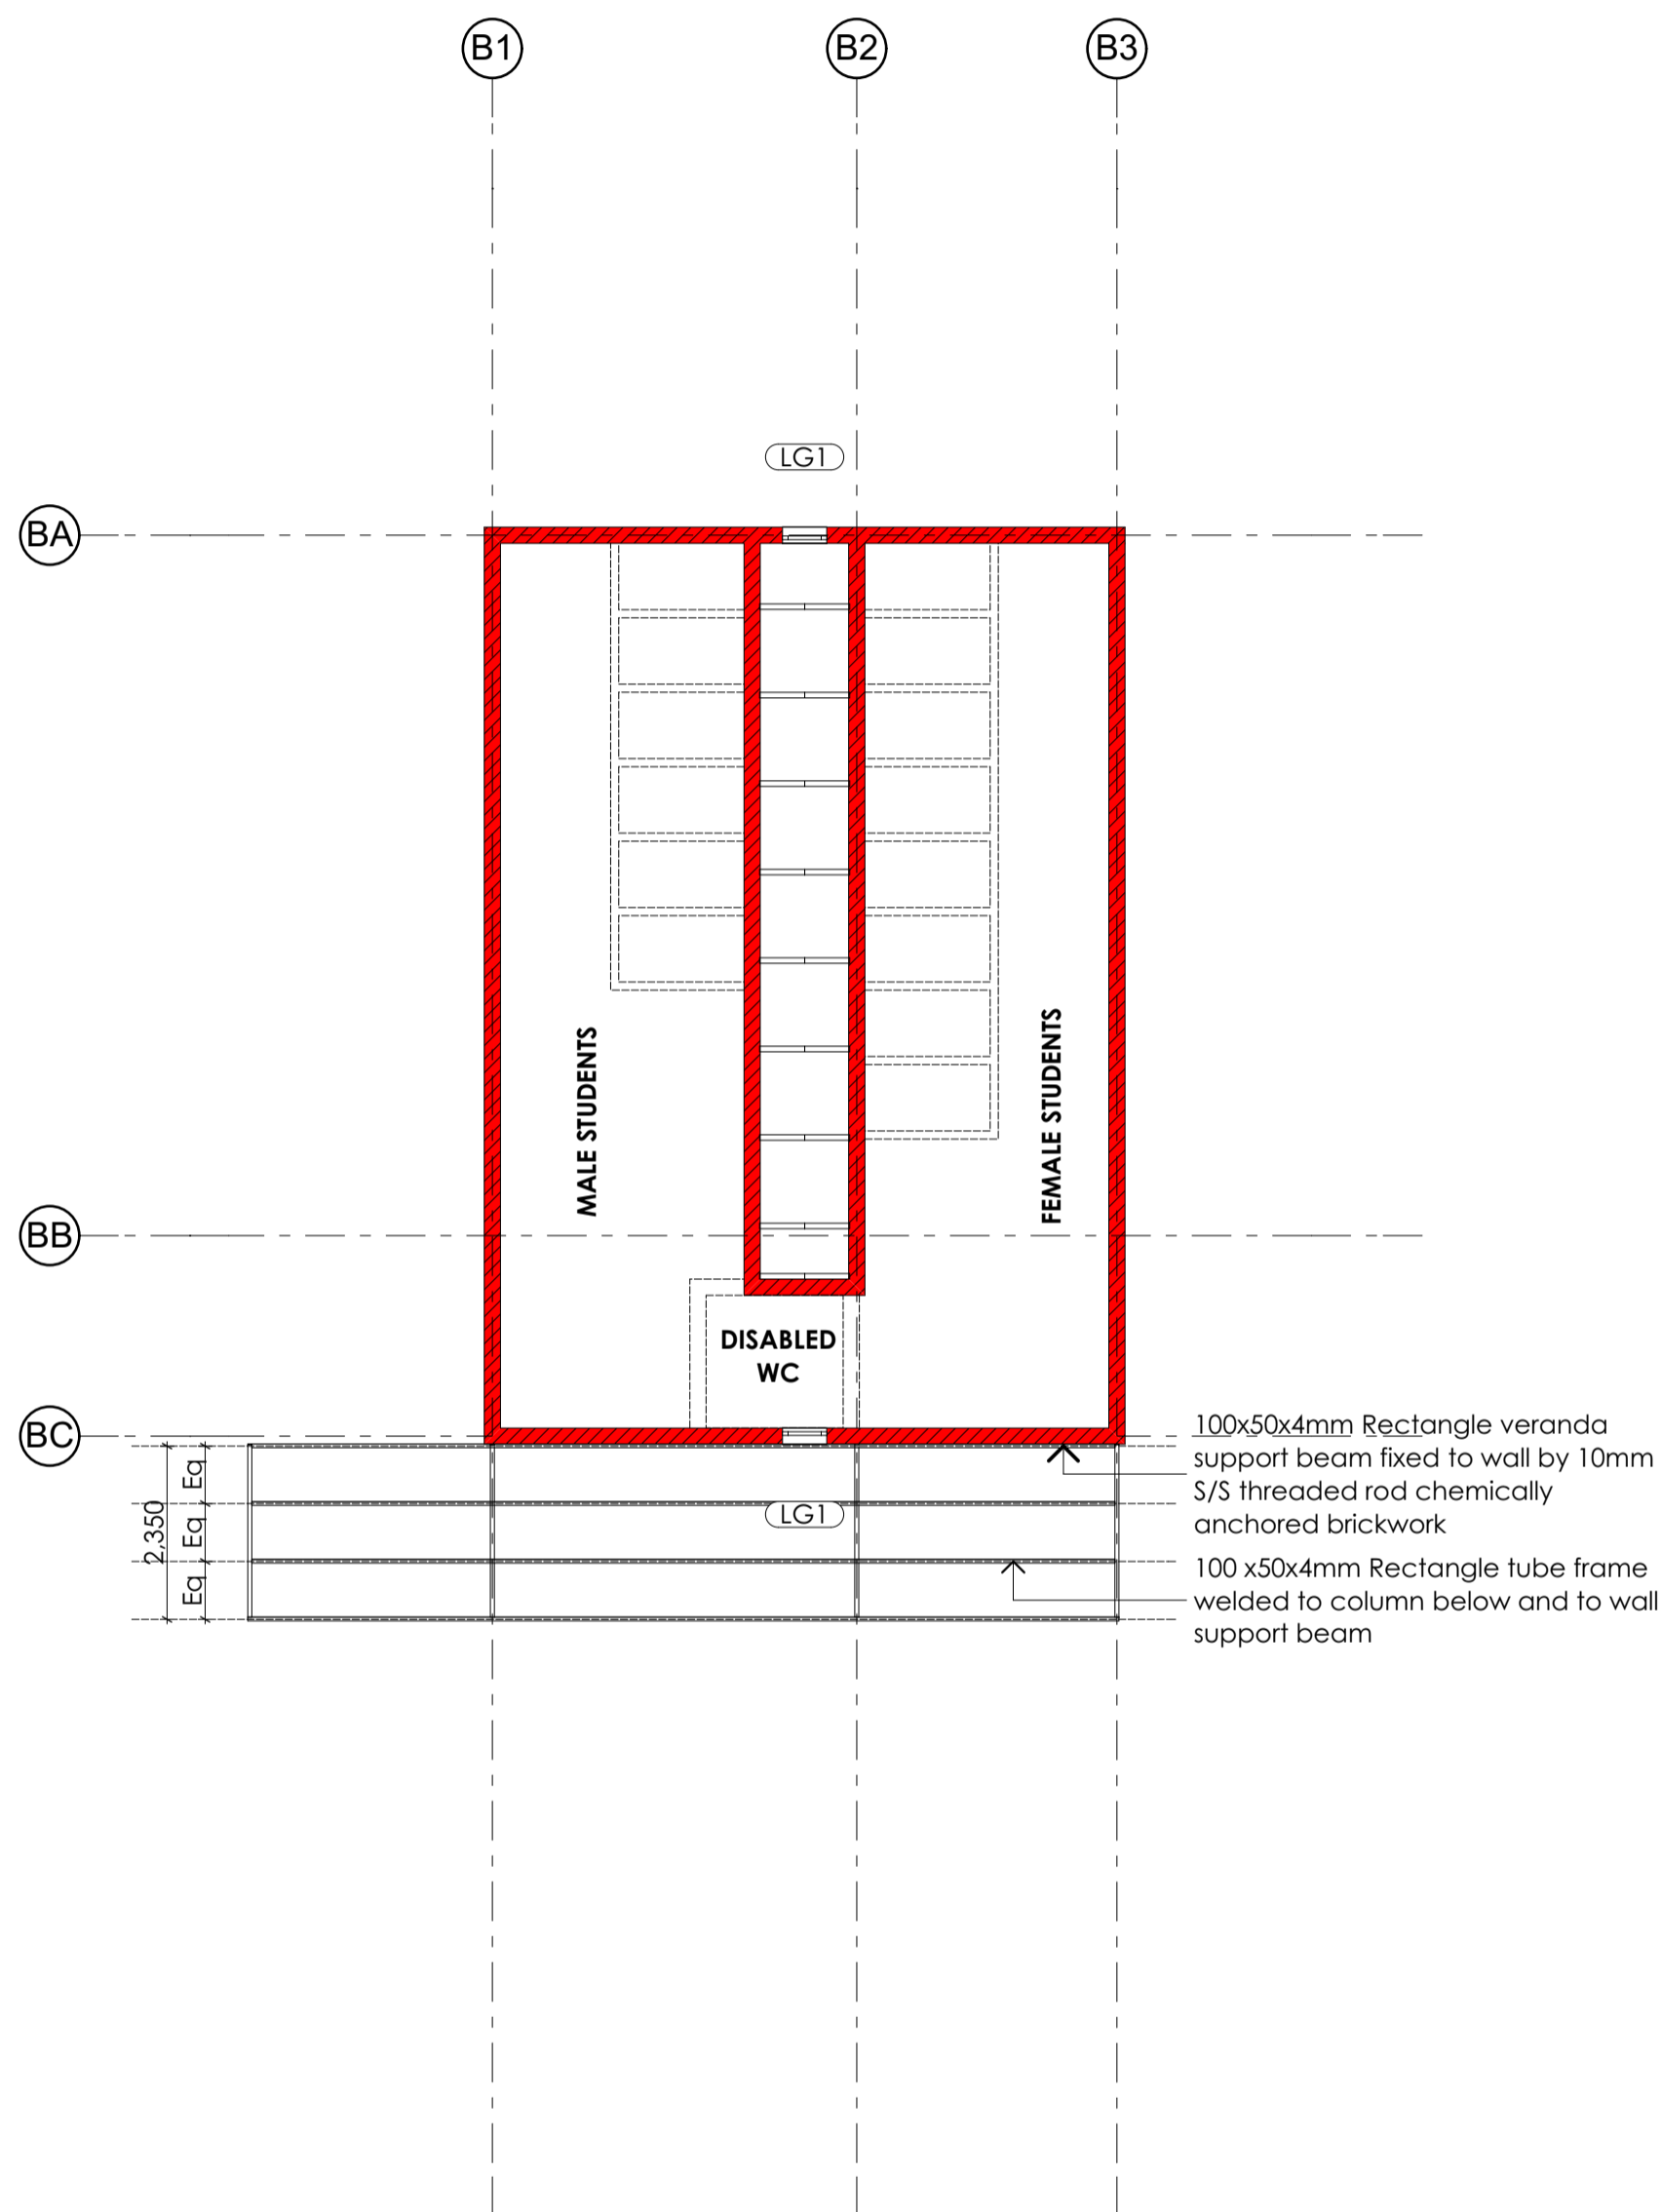 B1
B2
B3
LG1
BA
MALE STUDENTS
FEMALE STUDENTS
BB
DISABLED
WC
BC
100x50x4mm Rectangle veranda
support beam fixed to wall by 10mm
S/S threaded rod chemically
anchored brickwork
2,350
Eq
Eq
Eq
LG1
100 x50x4mm Rectangle tube frame
welded to column below and to wall
support beam